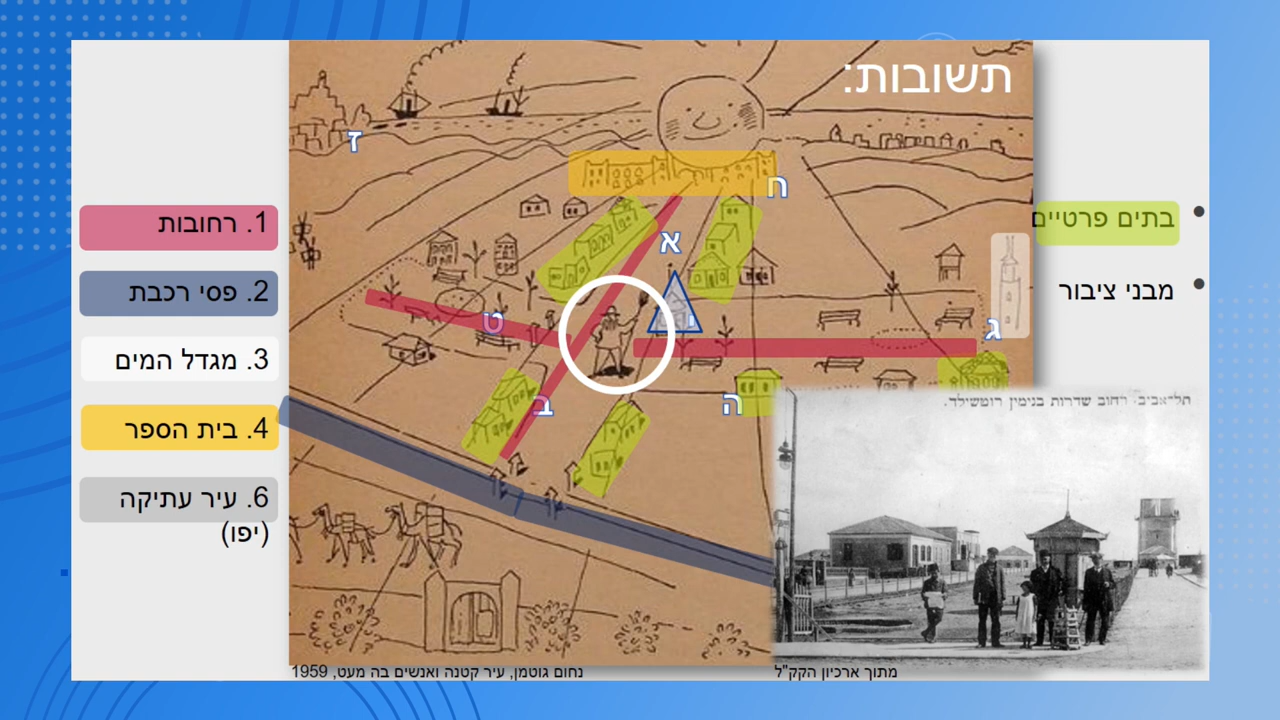 תשובות:
בתים פרטיים
מבני ציבור
1. רחובות
2. פסי רכבת
3. מגדל המים
4. בית הספר
6. עיר עתיקה
(יפו)
ז
ח
א
ט
י
ג
ב
ה
תל־אביב: רחוב שדרות בנימין רוטשילד.
נחום גוטמן, עיר קטנה ואנשים בה מעט, 1959
מתוך ארכיון הקק"ל